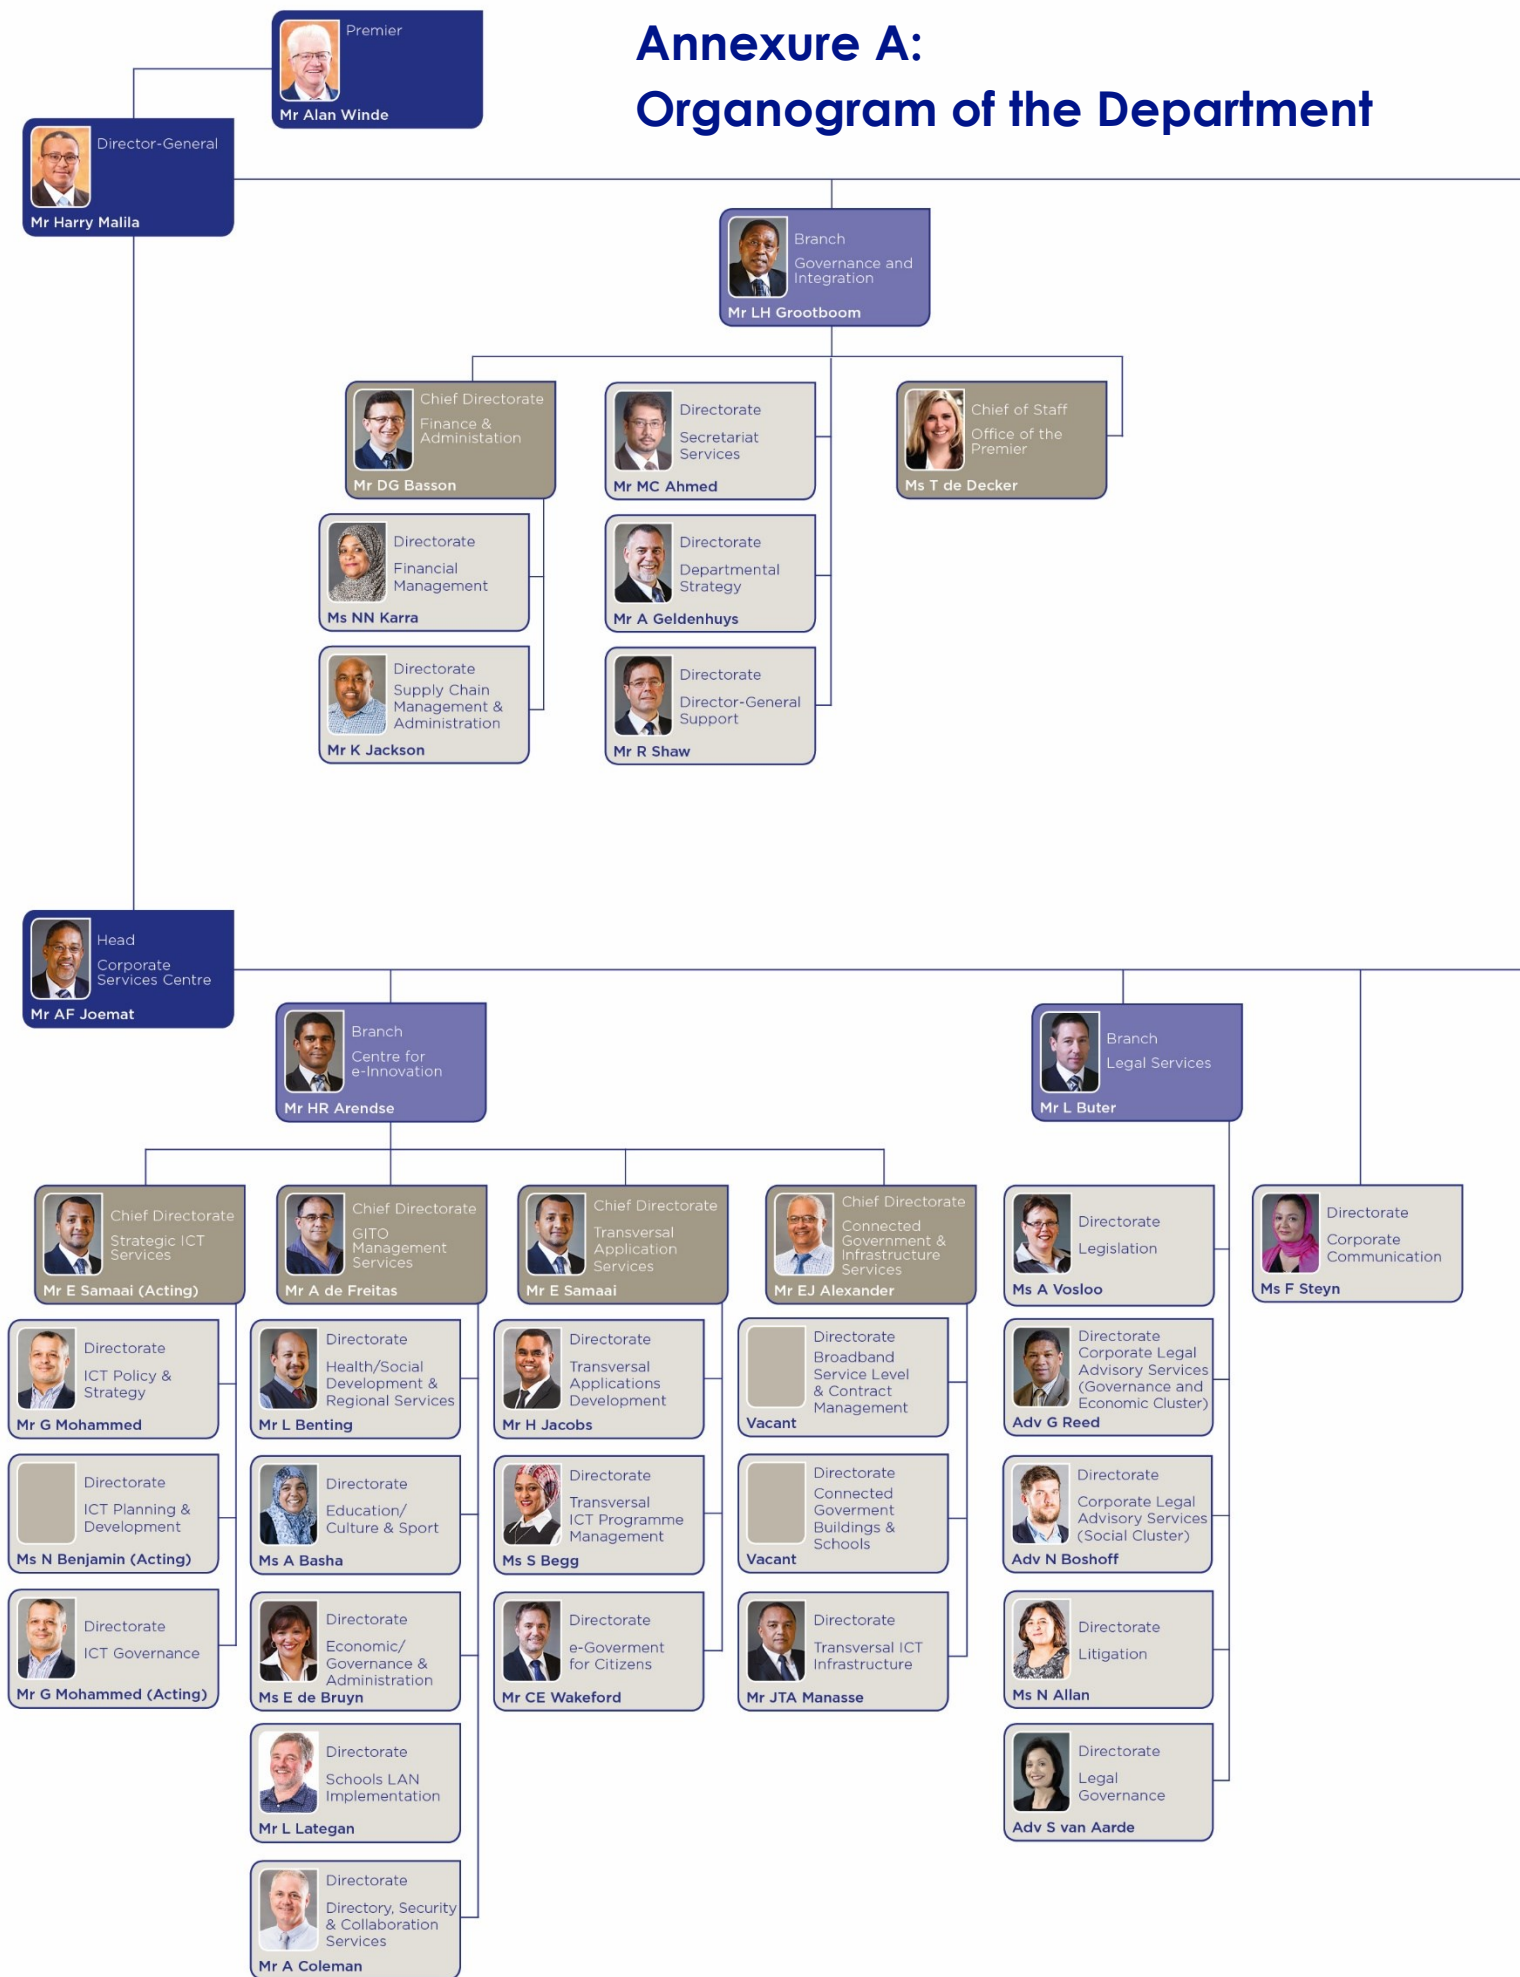 Annexure A:
Organogram of the Department
Premier
Mr Alan Winde
Director-General
Mr Harry Malila
Branch
Governance and
Integration
Mr LH Grootboom
Chief Directorate
Finance &
Administation
Mr DG Basson
Directorate
Secretariat
Services
Mr MC Ahmed
Chief of Staff
Office of the
Premier
Ms T de Decker
Directorate
Financial
Management
Ms NN Karra
Directorate
Departmental
Strategy
Mr A Geldenhuys
Directorate
Supply Chain
Management &
Administration
Mr K Jackson
Directorate
Director-General
Support
Mr R Shaw
Head
Corporate
Services Centre
Mr AF Joemat
Branch
Centre for
e-Innovation
Mr HR Arendse
Branch
Legal Services
Mr L Buter
Chief Directorate
Strategic ICT
Services
Mr E Samaai (Acting)
Chief Directorate
GITO
Management
Services
Mr A de Freitas
Chief Directorate
Transversal
Application
Services
Mr E Samaai
Chief Directorate
Connected
Government &
Infrastructure
Services
Mr EJ Alexander
Directorate
Legislation
Ms A Vosloo
Directorate
Corporate
Communication
Ms F Steyn
Directorate
ICT Policy &
Strategy
Mr G Mohammed
Directorate
Health/Social
Development &
Regional Services
Mr L Benting
Directorate
Transversal
Applications
Development
Mr H Jacobs
Directorate
Broadband
Service Level
& Contract
Management
Vacant
Directorate
Corporate Legal
Advisory Services
(Governance and
Economic Cluster)
Adv G Reed
Directorate
ICT Planning &
Development
Ms N Benjamin (Acting)
Directorate
Education/
Culture & Sport
Ms A Basha
Directorate
Transversal
ICT Programme
Management
Ms S Begg
Directorate
Connected
Goverment
Buildings &
Schools
Vacant
Directorate
Corporate Legal
Advisory Services
(Social Cluster)
Adv N Boshoff
Directorate
ICT Governance
Mr G Mohammed (Acting)
Directorate
Economic/
Governance &
Administration
Ms E de Bruyn
Directorate
e-Goverment
for Citizens
Mr CE Wakeford
Directorate
Transversal ICT
Infrastructure
Mr JTA Manasse
Directorate
Litigation
Ms N Allan
Directorate
Schools LAN
Implementation
Mr L Lategan
Directorate
Legal
Governance
Adv S van Aarde
Directorate
Directory, Security
& Collaboration
Services
Mr A Coleman